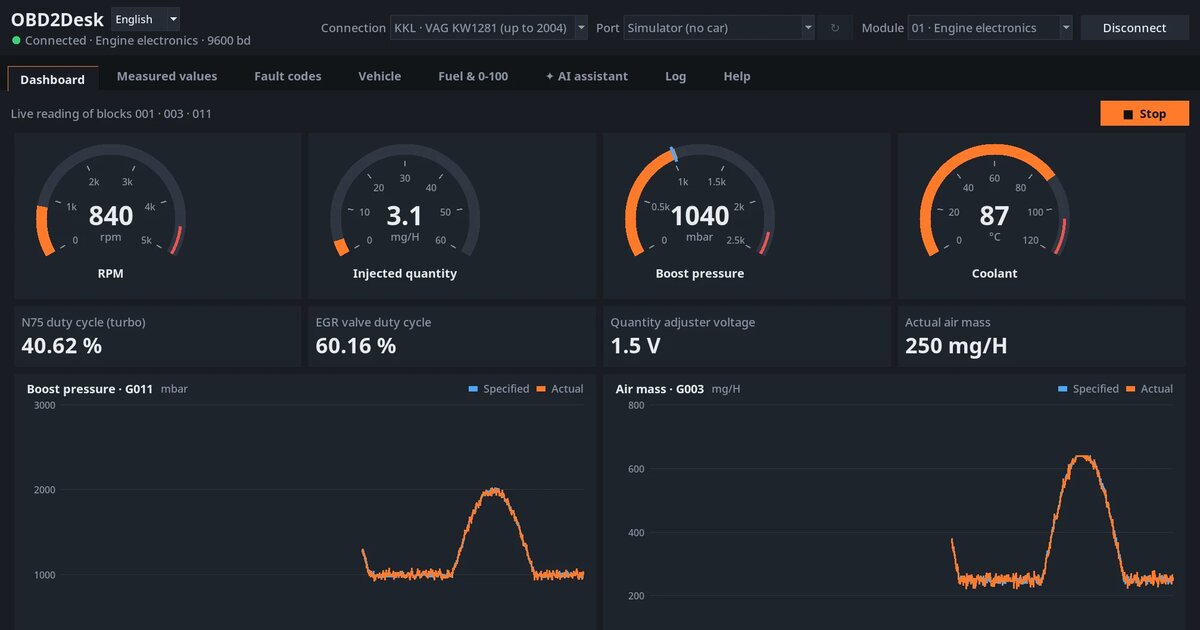 OBD2Desk English
Connected · Engine electronics · 9600 bd
Connection KKL · VAG KW1281 (up to 2004) Port Simulator (no car) ↻ Module 01 · Engine electronics Disconnect
Dashboard Measured values Fault codes Vehicle Fuel & 0-100 ✦ AI assistant Log Help
Live reading of blocks 001 · 003 · 011
■ Stop
0 1k 2k 3k 4k 5k
840
rpm
RPM
0 10 20 30 40 50 60
3.1
mg/H
Injected quantity
0 0.5k 1k 1.5k 2k 2.5k
1040
mbar
Boost pressure
0 20 40 60 80 100 120
87
°C
Coolant
N75 duty cycle (turbo)
40.62 %
EGR valve duty cycle
60.16 %
Quantity adjuster voltage
1.5 V
Actual air mass
250 mg/H
Boost pressure · G011 mbar Specified Actual
3000
2000
1000
Air mass · G003 mg/H Specified Actual
800
600
400
200